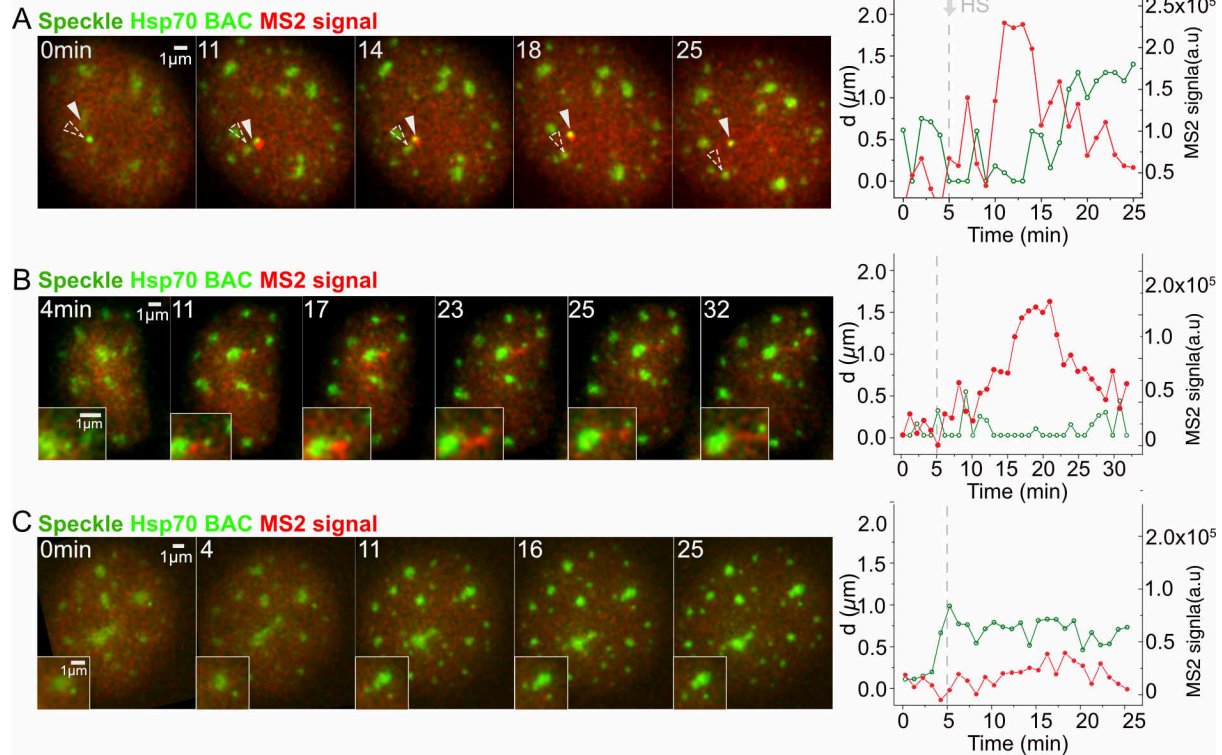 A
Speckle Hsp70 BAC MS2 signal
0min
1µm
11
14
18
25
HS
d (µm)
2.0
1.5
1.0
0.5
0.0
2.5x10⁵
2.0
1.5
1.0
0.5
MS2 signla(a.u)
0 5 10 15 20 25
Time (min)
B
Speckle Hsp70 BAC MS2 signal
4min
1µm
1µm
11
17
23
25
32
d (µm)
2.0
1.5
1.0
0.5
0.0
2.0x10⁵
1.0
0.5
0
MS2 signla(a.u)
0 5 10 15 20 25 30
Time (min)
C
Speckle Hsp70 BAC MS2 signal
0min
1µm
1µm
4
11
16
25
d (µm)
2.0
1.5
1.0
0.5
0.0
2.0x10⁵
1.0
0.5
0
MS2 signla(a.u)
0 5 10 15 20 25
Time (min)